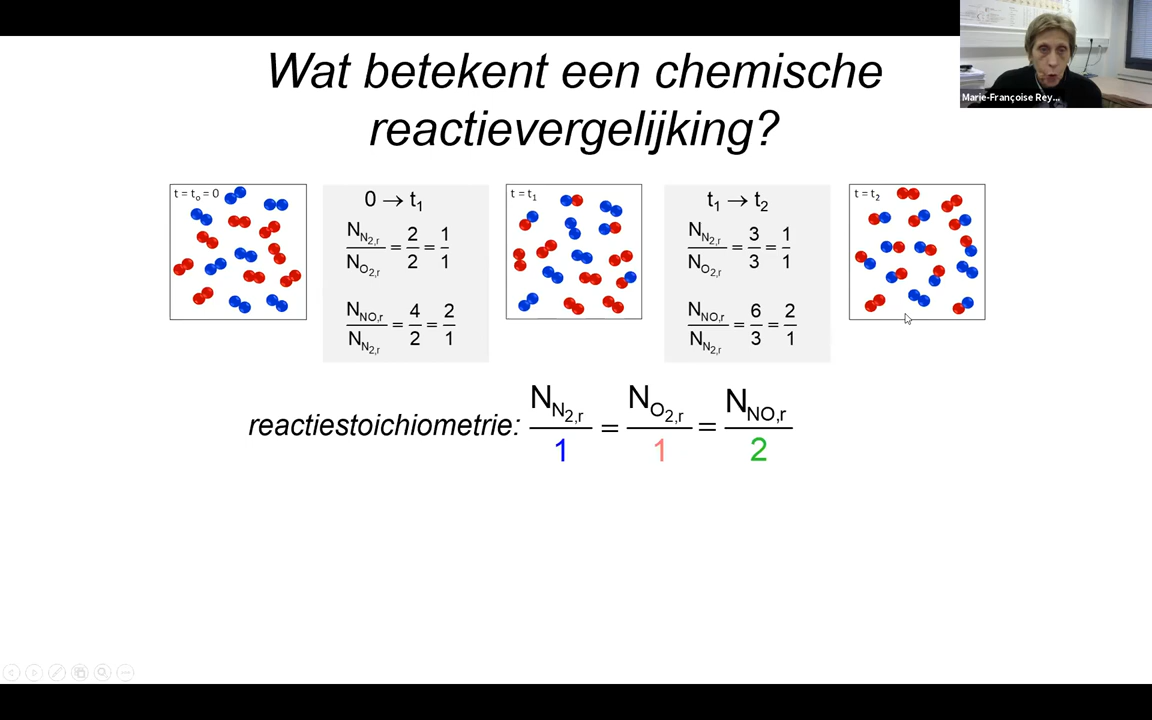 Wat betekent een chemische
reactievergelijking?
Marie-Françoise Rey...
t = t₀ = 0
0 → t₁
N_N₂,r / N_O₂,r = 2/2 = 1/1
N_NO,r / N_N₂,r = 4/2 = 2/1
t = t₁
t₁ → t₂
N_N₂,r / N_O₂,r = 3/3 = 1/1
N_NO,r / N_N₂,r = 6/3 = 2/1
t = t₂
reactiestoichiometrie: N_N₂,r / 1 = N_O₂,r / 1 = N_NO,r / 2